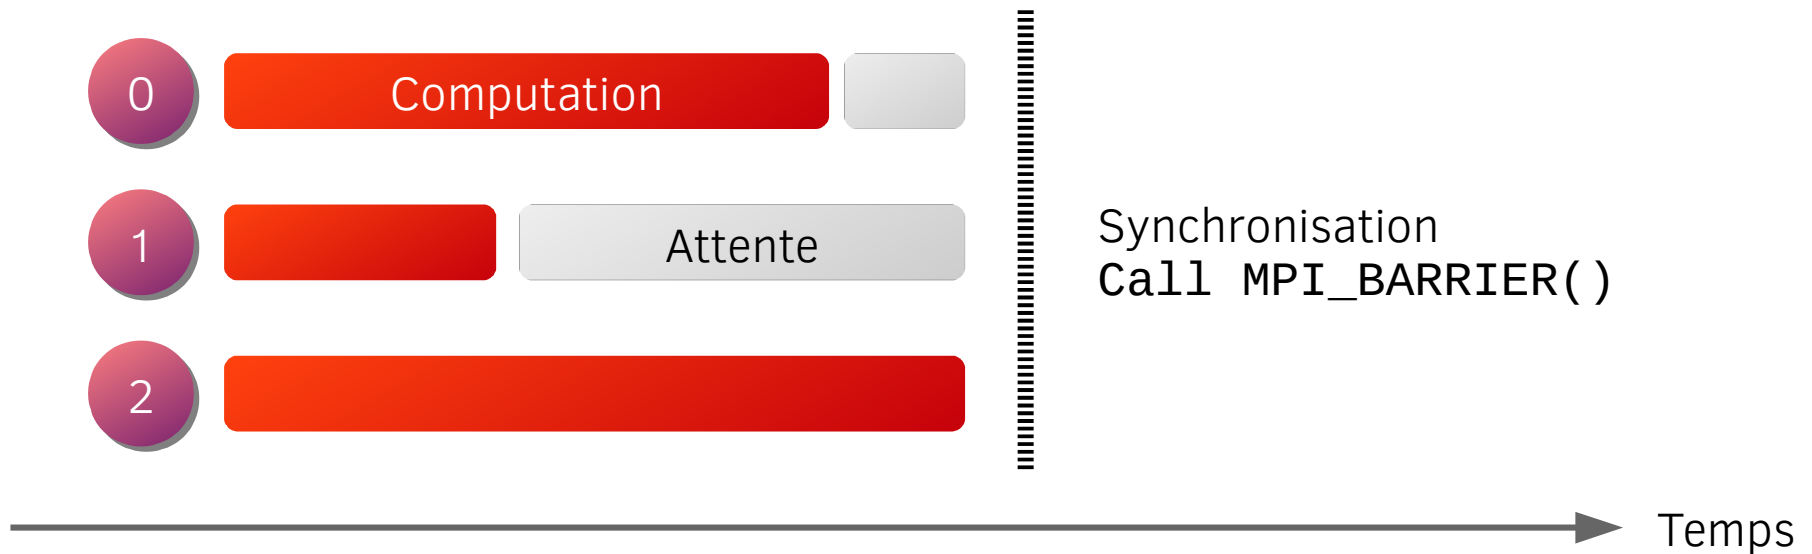 0
Computation
1
Attente
Synchronisation
Call MPI_BARRIER()
2
Temps